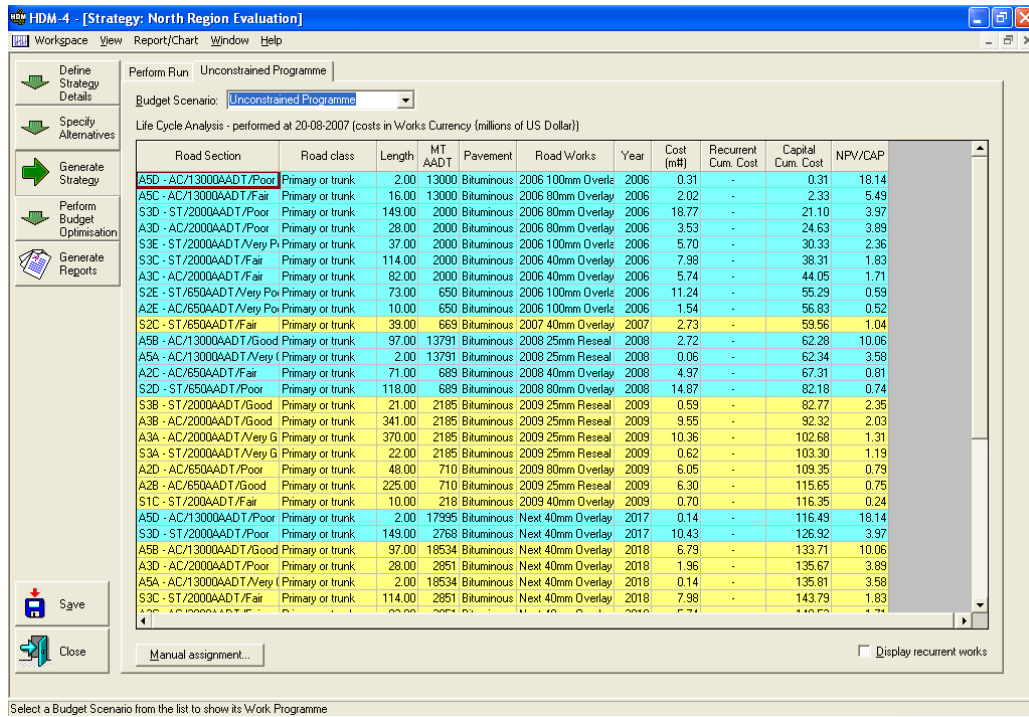 HDM-4 - [Strategy: North Region Evaluation]
Workspace View Report/Chart Window Help
Define Strategy Details
Specify Alternatives
Generate Strategy
Perform Budget Optimisation
Generate Reports
Save
Close
Perform Run Unconstrained Programme
Budget Scenario: Unconstrained Programme
Life Cycle Analysis - performed at 20-08-2007 (costs in Works Currency {millions of US Dollar})
Road Section Road class Length MT AADT Pavement Road Works Year Cost (m#) Recurrent Cum. Cost Capital Cum. Cost NPV/CAP
A5D - AC/13000AADT/Poor Primary or trunk 2.00 13000 Bituminous 2006 100mm Overla 2006 0.31 - 0.31 18.14
A5C - AC/13000AADT/Fair Primary or trunk 16.00 13000 Bituminous 2006 80mm Overlay 2006 2.02 - 2.33 5.49
S3D - ST/2000AADT/Poor Primary or trunk 149.00 2000 Bituminous 2006 80mm Overlay 2006 18.77 - 21.10 3.97
A3D - AC/2000AADT/Poor Primary or trunk 28.00 2000 Bituminous 2006 80mm Overlay 2006 3.53 - 24.63 3.89
S3E - ST/2000AADT/Very P Primary or trunk 37.00 2000 Bituminous 2006 100mm Overla 2006 5.70 - 30.33 2.36
S3C - ST/2000AADT/Fair Primary or trunk 114.00 2000 Bituminous 2006 40mm Overlay 2006 7.98 - 38.31 1.83
A3C - AC/2000AADT/Fair Primary or trunk 82.00 2000 Bituminous 2006 40mm Overlay 2006 5.74 - 44.05 1.71
S2E - ST/650AADT/Very Po Primary or trunk 73.00 650 Bituminous 2006 100mm Overla 2006 11.24 - 55.29 0.59
A2E - AC/650AADT/Very Po Primary or trunk 10.00 650 Bituminous 2006 100mm Overla 2006 1.54 - 56.83 0.52
S2C - ST/650AADT/Fair Primary or trunk 39.00 669 Bituminous 2007 40mm Overlay 2007 2.73 - 59.56 1.04
A5B - AC/13000AADT/Good Primary or trunk 97.00 13791 Bituminous 2008 25mm Reseal 2008 2.72 - 62.28 10.06
A5A - AC/13000AADT/Very Primary or trunk 2.00 13791 Bituminous 2008 25mm Reseal 2008 0.06 - 62.34 3.58
A2C - AC/650AADT/Fair Primary or trunk 71.00 689 Bituminous 2008 40mm Overlay 2008 4.97 - 67.31 0.81
S2D - ST/650AADT/Poor Primary or trunk 118.00 689 Bituminous 2008 80mm Overlay 2008 14.87 - 82.18 0.74
S3B - ST/2000AADT/Good Primary or trunk 21.00 2185 Bituminous 2009 25mm Reseal 2009 0.59 - 82.77 2.35
A3B - AC/2000AADT/Good Primary or trunk 341.00 2185 Bituminous 2009 25mm Reseal 2009 9.55 - 92.32 2.03
A3A - AC/2000AADT/Very G Primary or trunk 370.00 2185 Bituminous 2009 25mm Reseal 2009 10.36 - 102.68 1.31
S3A - ST/2000AADT/Very G Primary or trunk 22.00 2185 Bituminous 2009 25mm Reseal 2009 0.62 - 103.30 1.19
A2D - AC/650AADT/Poor Primary or trunk 48.00 710 Bituminous 2009 80mm Overlay 2009 6.05 - 109.35 0.79
A2B - AC/650AADT/Good Primary or trunk 225.00 710 Bituminous 2009 25mm Reseal 2009 6.30 - 115.65 0.75
S1C - ST/200AADT/Fair Primary or trunk 10.00 218 Bituminous 2009 40mm Overlay 2009 0.70 - 116.35 0.24
A5D - AC/13000AADT/Poor Primary or trunk 2.00 17995 Bituminous Next 40mm Overlay 2017 0.14 - 116.49 18.14
S3D - ST/2000AADT/Poor Primary or trunk 149.00 2768 Bituminous Next 40mm Overlay 2017 10.43 - 126.92 3.97
A5B - AC/13000AADT/Good Primary or trunk 97.00 18534 Bituminous Next 40mm Overlay 2018 6.79 - 133.71 10.06
A3D - AC/2000AADT/Poor Primary or trunk 28.00 2851 Bituminous Next 40mm Overlay 2018 1.96 - 135.67 3.89
A5A - AC/13000AADT/Very Primary or trunk 2.00 18534 Bituminous Next 40mm Overlay 2018 0.14 - 135.81 3.58
S3C - ST/2000AADT/Fair Primary or trunk 114.00 2851 Bituminous Next 40mm Overlay 2018 7.98 - 143.79 1.83
Manual assignment...
Display recurrent works
Select a Budget Scenario from the list to show its Work Programme